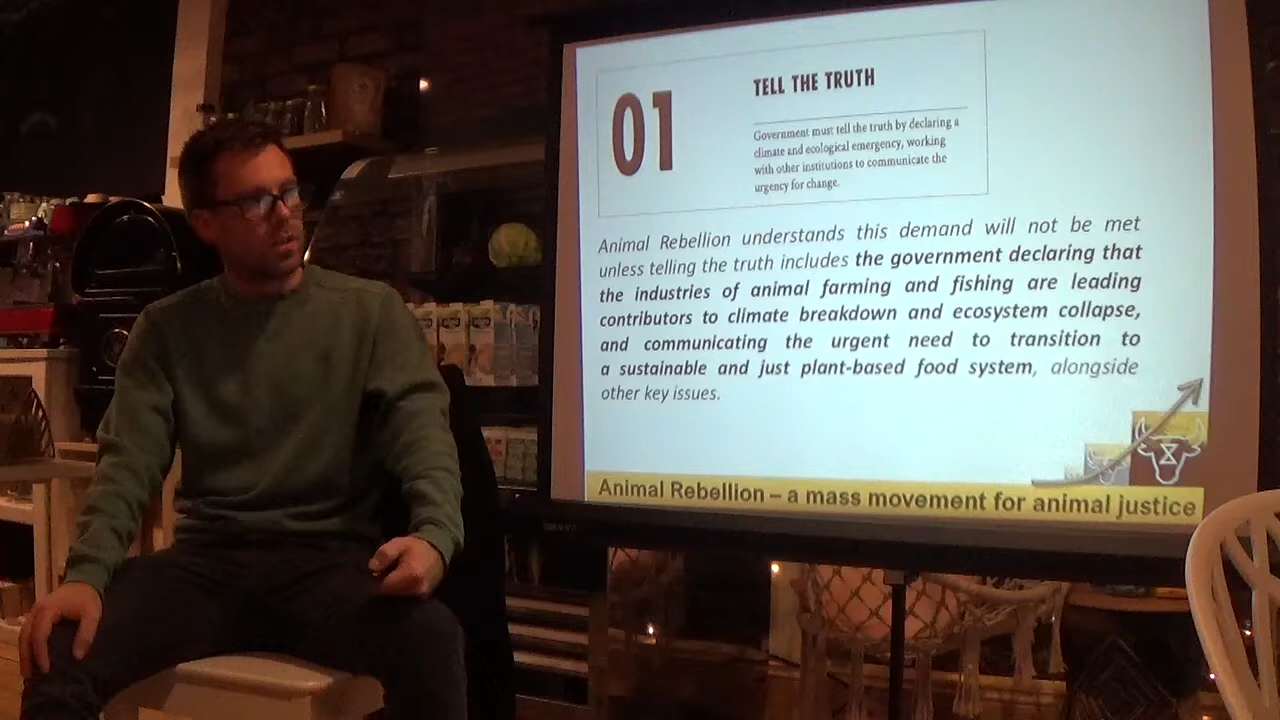 01
TELL THE TRUTH
Government must tell the truth by declaring a
climate and ecological emergency, working
with other institutions to communicate the
urgency for change.
Animal Rebellion understands this demand will not be met
unless telling the truth includes the government declaring that
the industries of animal farming and fishing are leading
contributors to climate breakdown and ecosystem collapse,
and communicating the urgent need to transition to
a sustainable and just plant-based food system, alongside
other key issues.
Animal Rebellion – a mass movement for animal justice